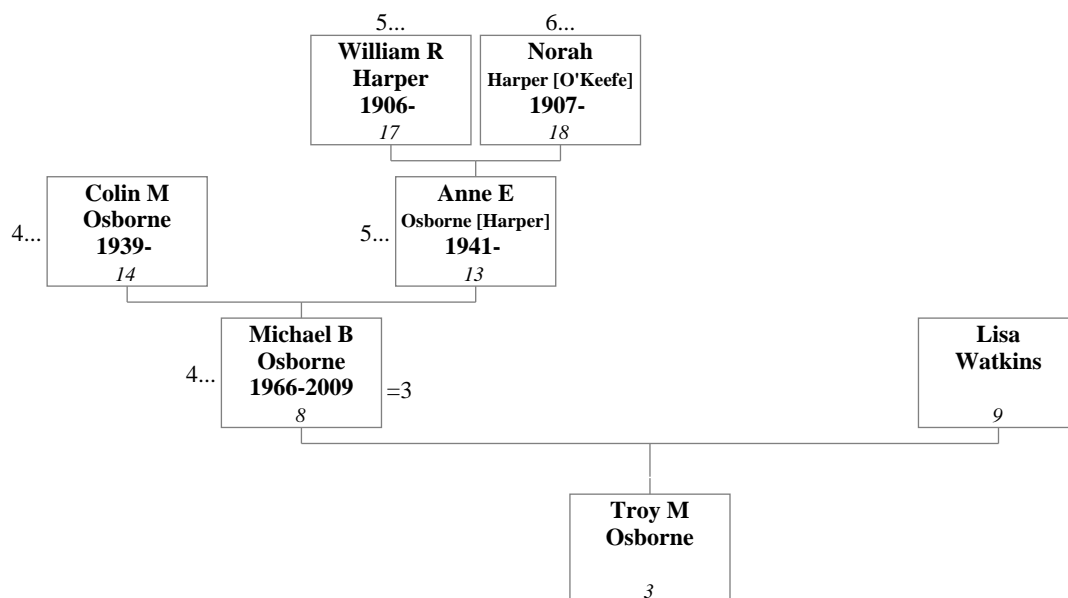 5...
6...
William R
Harper
1906-
17
Norah
Harper [O'Keefe]
1907-
18
4...
Colin M
Osborne
1939-
14
5...
Anne E
Osborne [Harper]
1941-
13
4...
Michael B
Osborne
1966-2009
8
=3
Lisa
Watkins
9
Troy M
Osborne
3